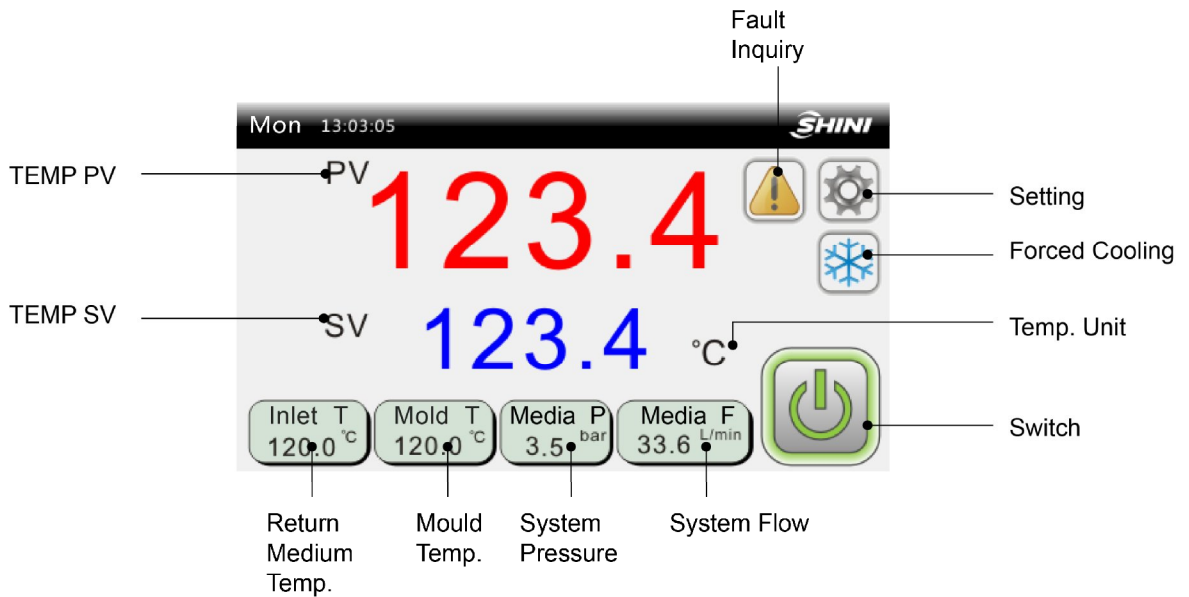 Fault
Inquiry
Mon 13:03:05
SHINI
TEMP PV
PV
123.4
Setting
Forced Cooling
TEMP SV
SV
123.4
°C
Temp. Unit
Inlet T
120.0 °C
Mold T
120.0 °C
Media P
3.5 bar
Media F
33.6 L/min
Switch
Return
Medium
Temp.
Mould
Temp.
System
Pressure
System Flow